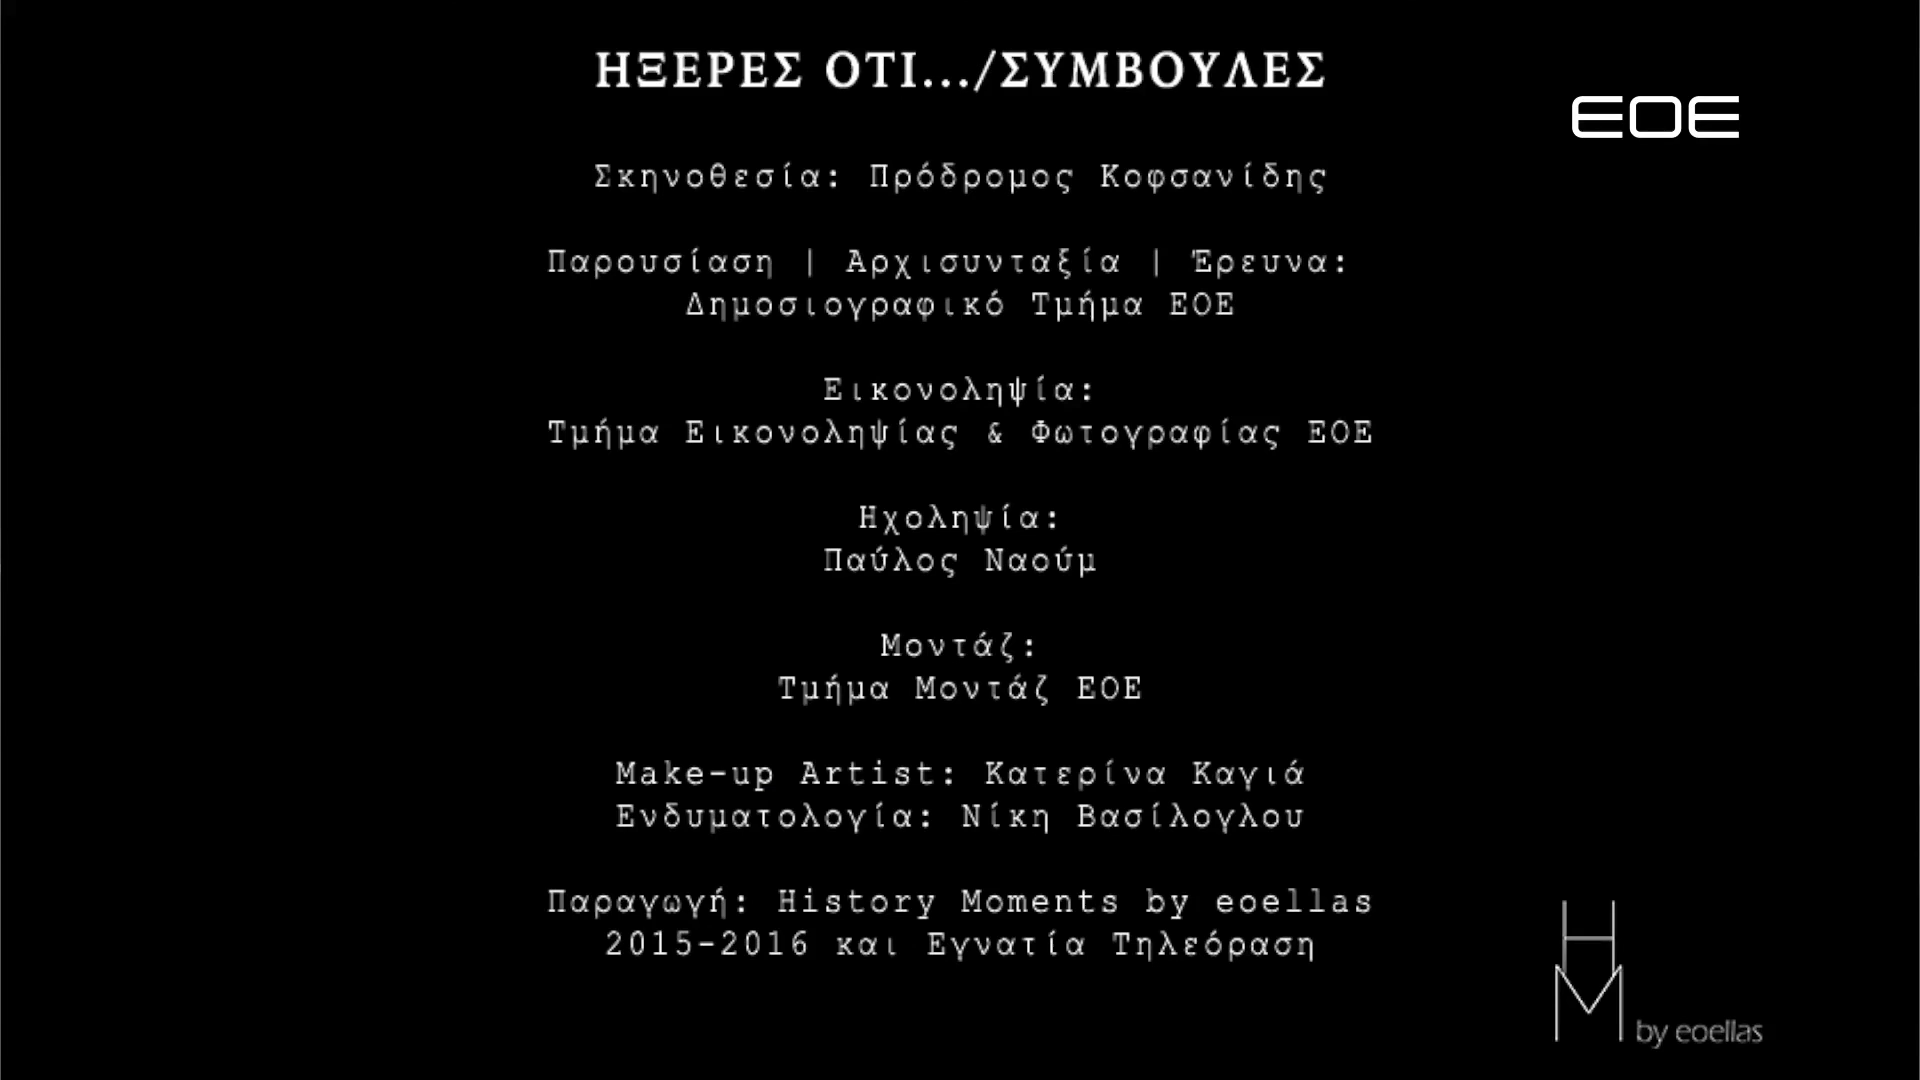 ΗΞΕΡΕΣ ΟΤΙ.../ΣΥΜΒΟΥΛΕΣ
EOE
Σκηνοθεσία: Πρόδρομος Κοφσανίδης
Παρουσίαση | Αρχισυνταξία | Έρευνα:
Δημοσιογραφικό Τμήμα ΕΟΕ
Εικονοληψία:
Τμήμα Εικονοληψίας & Φωτογραφίας ΕΟΕ
Ηχοληψία:
Παύλος Ναούμ
Μοντάζ:
Τμήμα Μοντάζ ΕΟΕ
Make-up Artist: Κατερίνα Καγιά
Ενδυματολογία: Νίκη Βασίλογλου
Παραγωγή: History Moments by eoellas
2015-2016 και Εγνατία Τηλεόραση
HM by eoellas